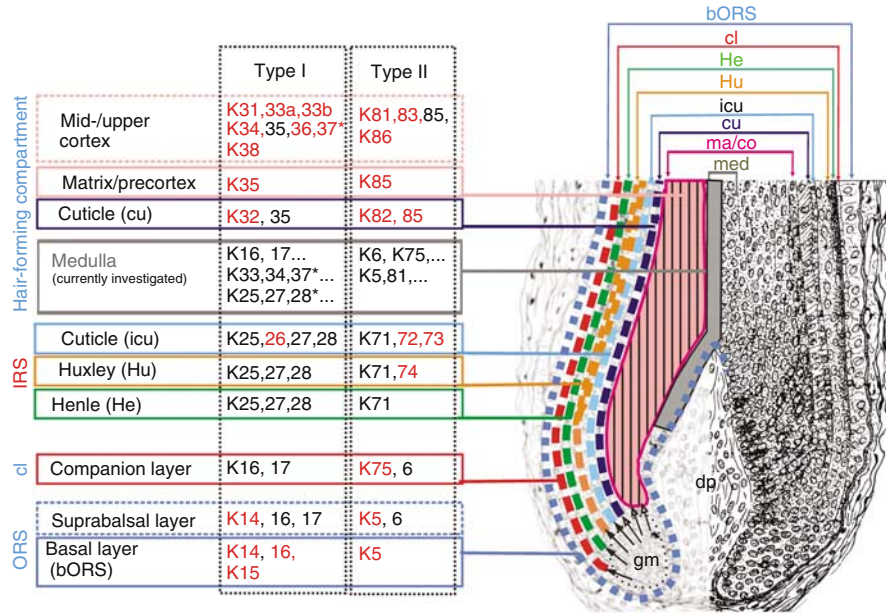 bORS
cl
He
Hu
icu
cu
ma/co
med
Type I
Type II
Hair-forming compartment
Mid-/upper
cortex
K31,33a,33b
K34,35,36,37*
K38
K81,83,85,
K86
Matrix/precortex
K35
K85
Cuticle (cu)
K32, 35
K82, 85
Medulla
(currently investigated)
K16, 17...
K33,34,37*...
K25,27,28*...
K6, K75,...
K5,81,...
IRS
Cuticle (icu)
K25,26,27,28
K71,72,73
Huxley (Hu)
K25,27,28
K71,74
Henle (He)
K25,27,28
K71
cl
Companion layer
K16, 17
K75, 6
ORS
Suprabalsal layer
K14, 16, 17
K5, 6
Basal layer
(bORS)
K14, 16,
K15
K5
dp
gm